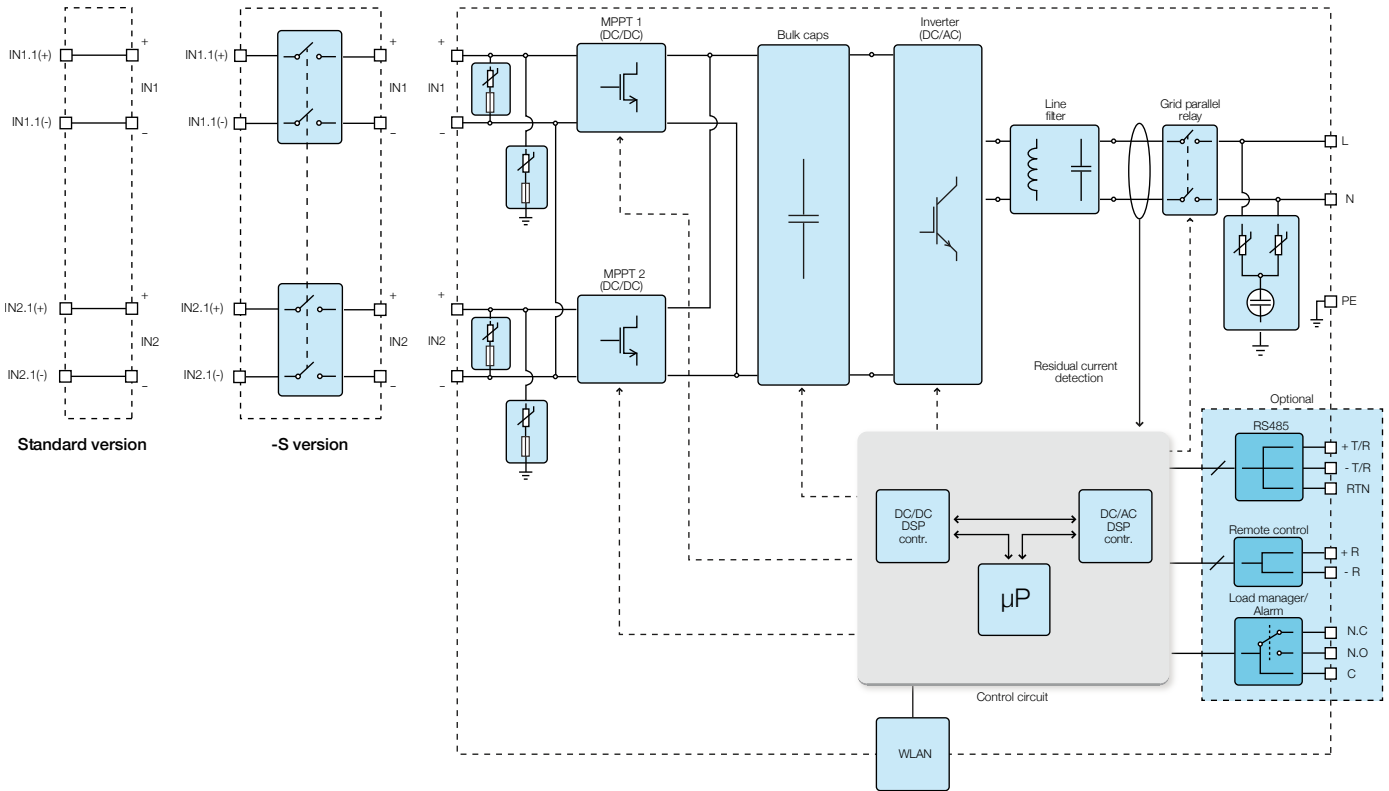 IN1.1(+)
+
IN1
IN1.1(-)
–
IN2.1(+)
+
IN2
IN2.1(-)
–
Standard version
IN1.1(+)
+
IN1
IN1.1(-)
–
IN2.1(+)
+
IN2
IN2.1(-)
–
-S version
+
IN1
–
+
IN2
–
MPPT 1
(DC/DC)
MPPT 2
(DC/DC)
Bulk caps
Inverter
(DC/AC)
Line
filter
Grid parallel
relay
L
N
PE
Residual current
detection
DC/DC
DSP
contr.
DC/AC
DSP
contr.
µP
Control circuit
WLAN
Optional
RS485
+ T/R
- T/R
RTN
Remote control
+ R
- R
Load manager/
Alarm
N.C
N.O
C